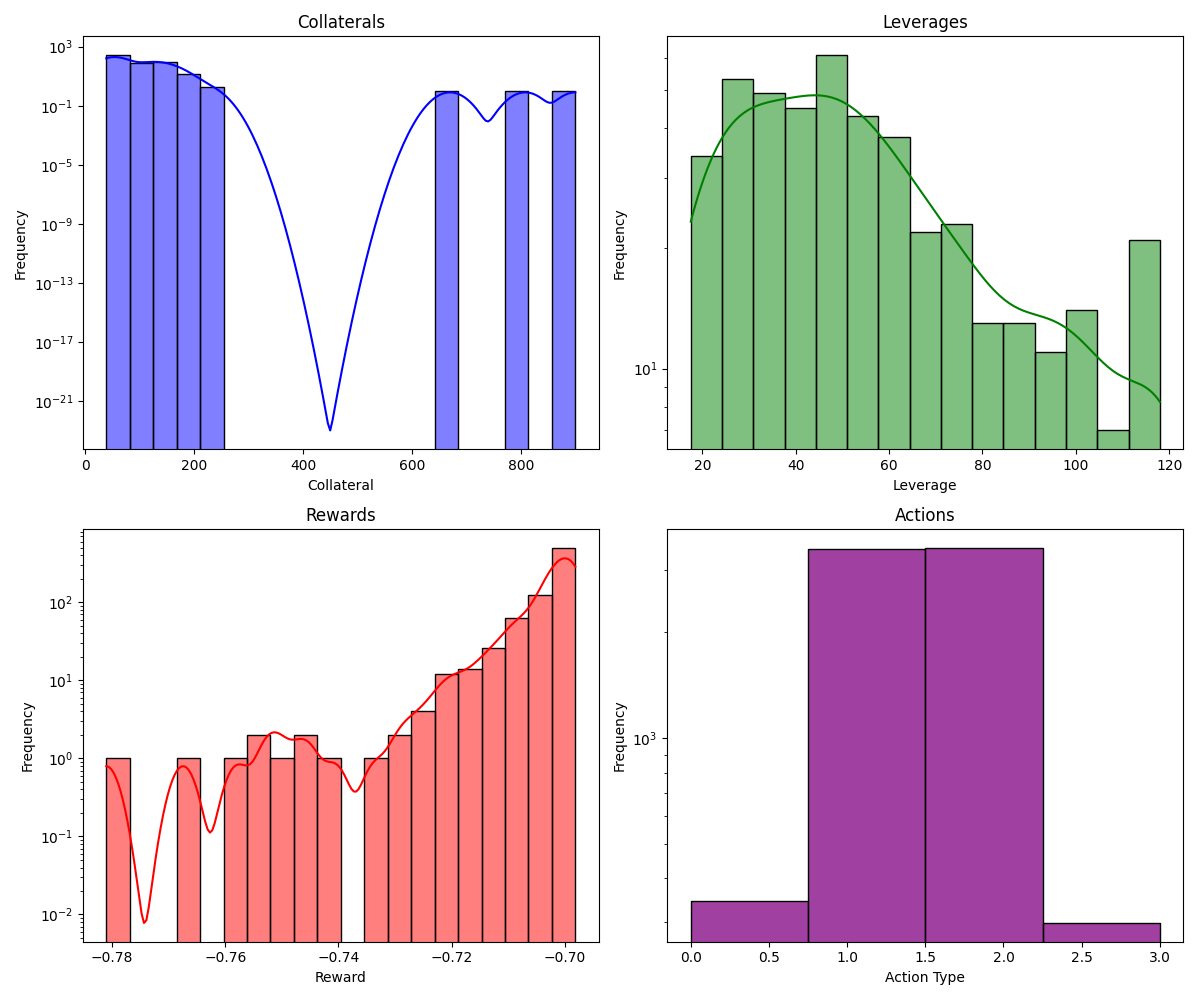 Collaterals
Frequency
10^3
10^-1
10^-5
10^-9
10^-13
10^-17
10^-21
0 200 400 600 800
Collateral
Leverages
Frequency
10^1
20 40 60 80 100 120
Leverage
Rewards
Frequency
10^2
10^1
10^0
10^-1
10^-2
−0.78 −0.76 −0.74 −0.72 −0.70
Reward
Actions
Frequency
10^3
0.0 0.5 1.0 1.5 2.0 2.5 3.0
Action Type